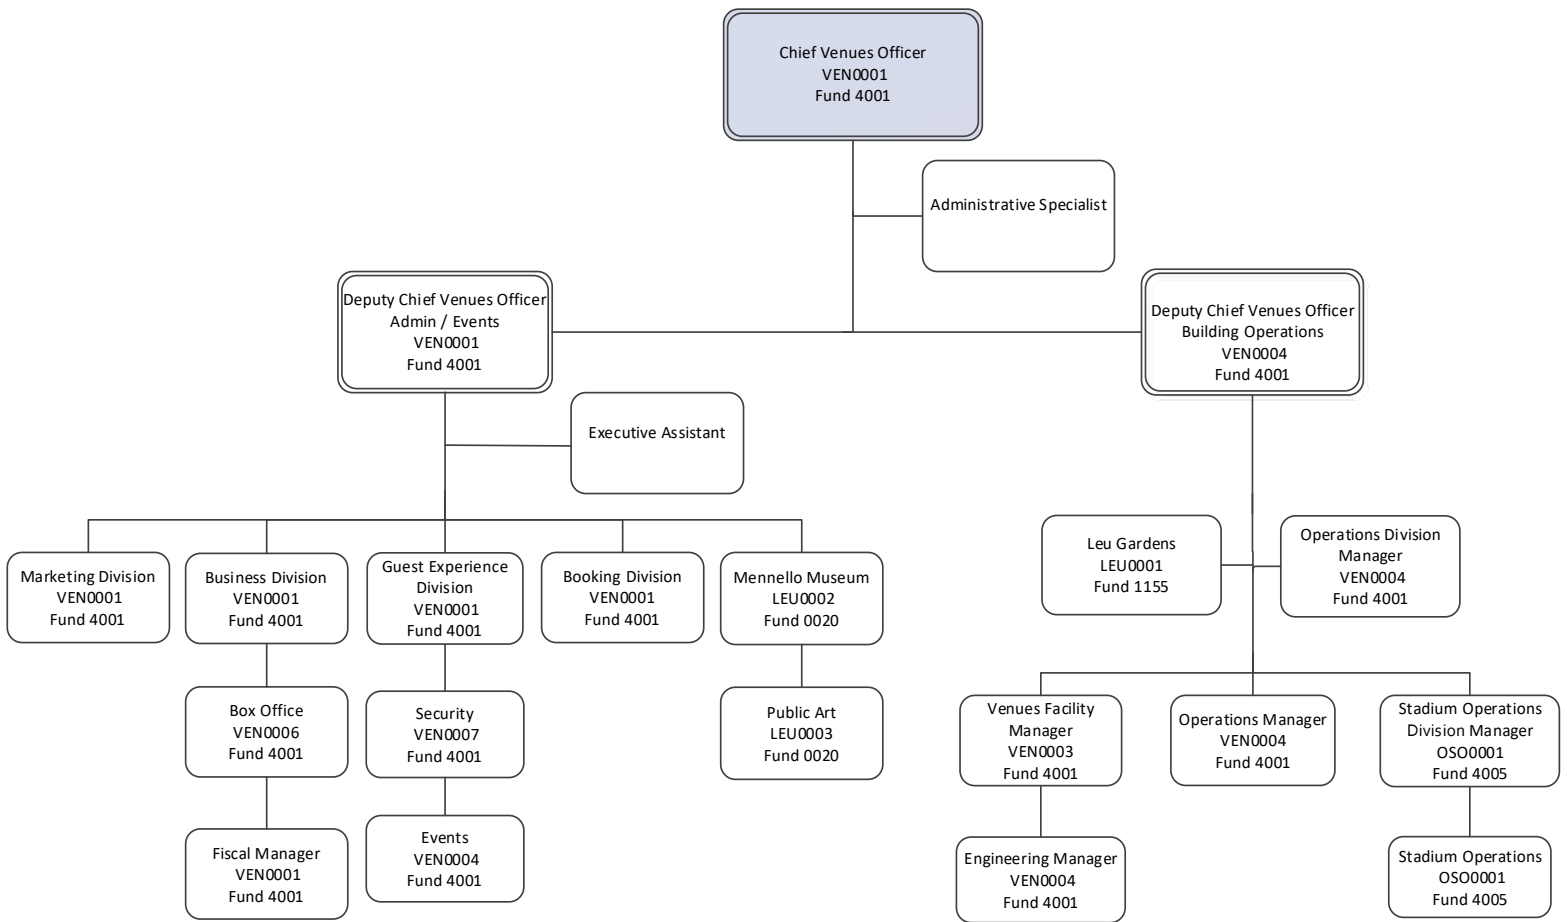 Chief Venues Officer
VEN0001
Fund 4001
Administrative Specialist
Deputy Chief Venues Officer
Admin / Events
VEN0001
Fund 4001
Deputy Chief Venues Officer
Building Operations
VEN0004
Fund 4001
Executive Assistant
Leu Gardens
LEU0001
Fund 1155
Operations Division
Manager
VEN0004
Fund 4001
Marketing Division
VEN0001
Fund 4001
Business Division
VEN0001
Fund 4001
Guest Experience
Division
VEN0001
Fund 4001
Booking Division
VEN0001
Fund 4001
Mennello Museum
LEU0002
Fund 0020
Box Office
VEN0006
Fund 4001
Security
VEN0007
Fund 4001
Public Art
LEU0003
Fund 0020
Venues Facility
Manager
VEN0003
Fund 4001
Operations Manager
VEN0004
Fund 4001
Stadium Operations
Division Manager
OSO0001
Fund 4005
Fiscal Manager
VEN0001
Fund 4001
Events
VEN0004
Fund 4001
Engineering Manager
VEN0004
Fund 4001
Stadium Operations
OSO0001
Fund 4005